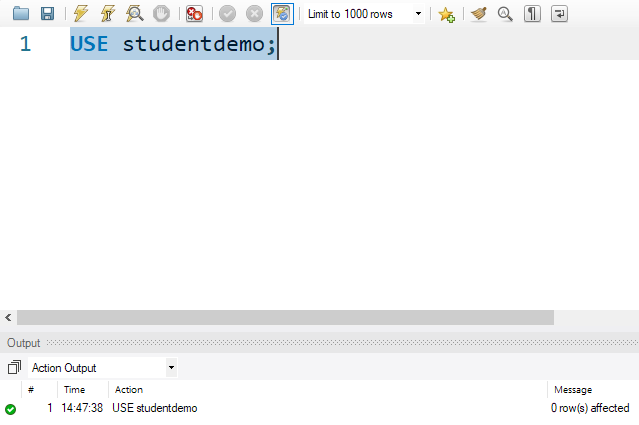 Limit to 1000 rows
1 USE studentdemo;
Output
Action Output
# Time Action Message
1 14:47:38 USE studentdemo 0 row(s) affected